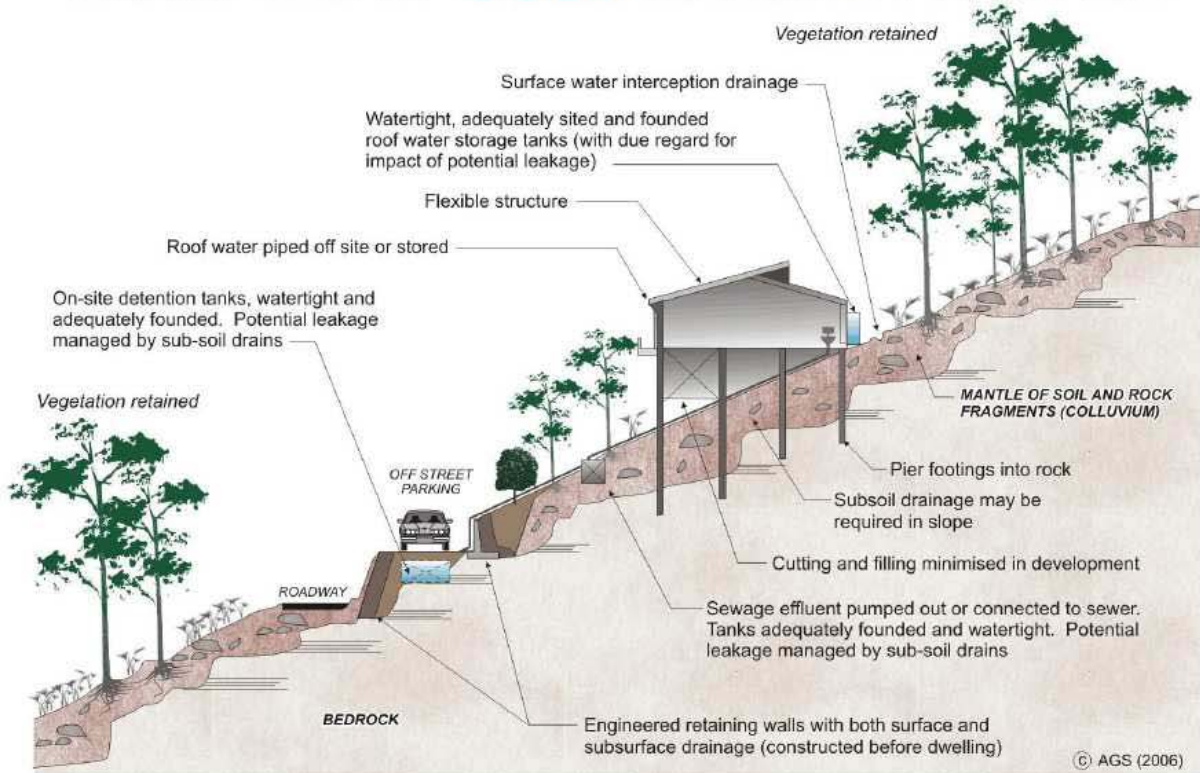 Vegetation retained
Surface water interception drainage
Watertight, adequately sited and founded
roof water storage tanks (with due regard for
impact of potential leakage)
Flexible structure
Roof water piped off site or stored
On-site detention tanks, watertight and
adequately founded. Potential leakage
managed by sub-soil drains
Vegetation retained
MANTLE OF SOIL AND ROCK
FRAGMENTS (COLLUVIUM)
OFF STREET
PARKING
Pier footings into rock
Subsoil drainage may be
required in slope
Cutting and filling minimised in development
ROADWAY
Sewage effluent pumped out or connected to sewer.
Tanks adequately founded and watertight. Potential
leakage managed by sub-soil drains
BEDROCK
Engineered retaining walls with both surface and
subsurface drainage (constructed before dwelling)
© AGS (2006)